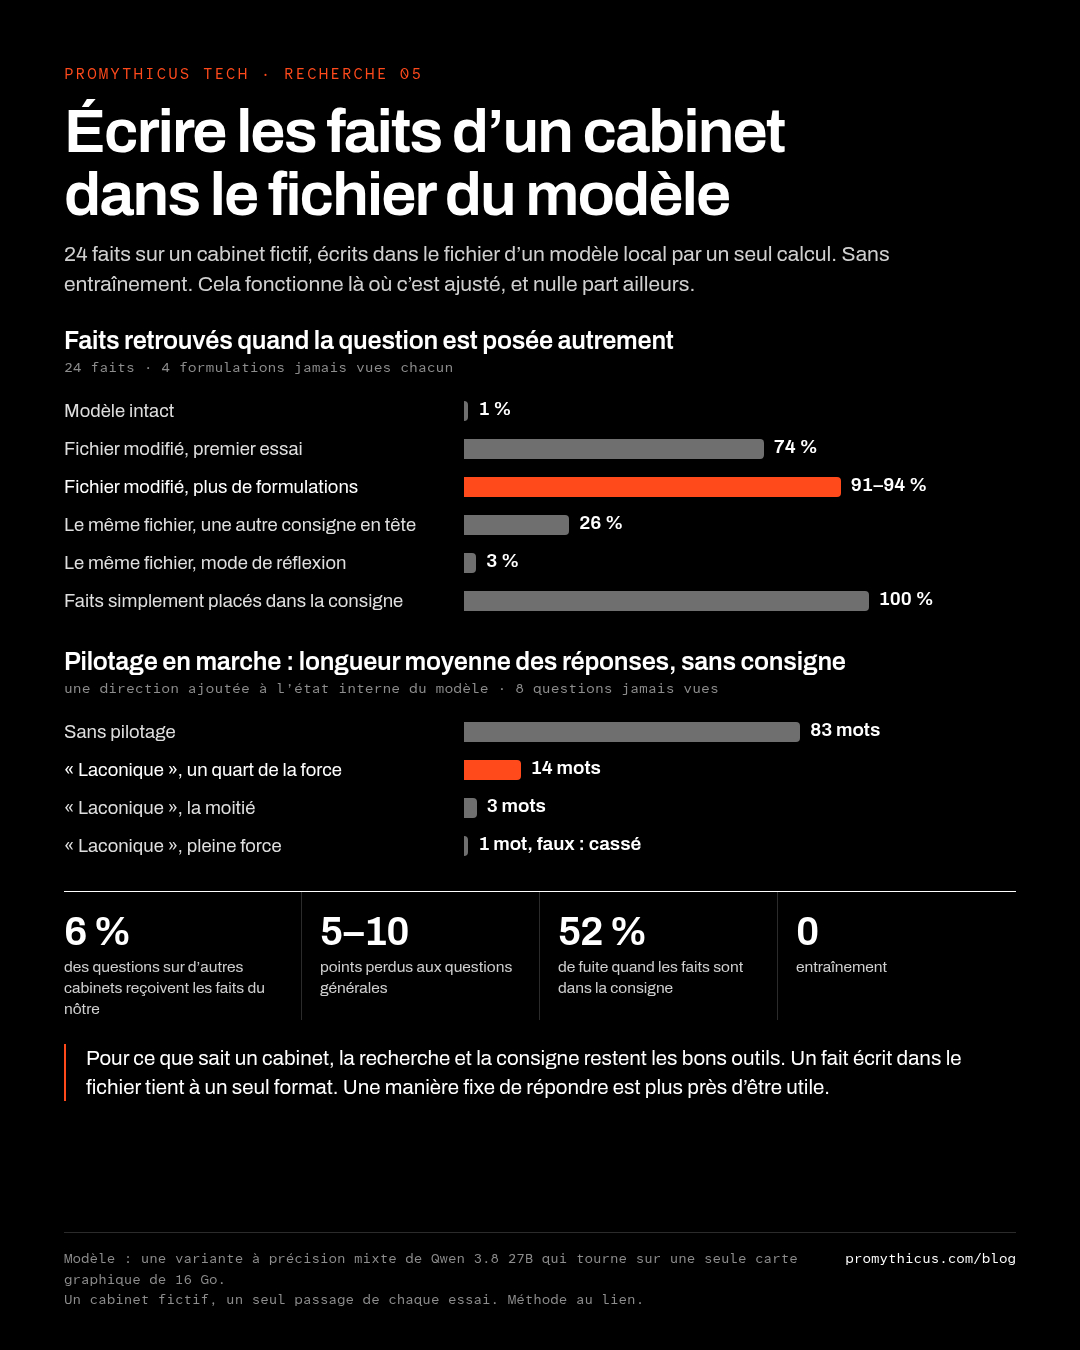 PROMYTHICUS TECH · RECHERCHE 05
Écrire les faits d’un cabinet
dans le fichier du modèle
24 faits sur un cabinet fictif, écrits dans le fichier d’un modèle local par un seul calcul. Sans
entraînement. Cela fonctionne là où c’est ajusté, et nulle part ailleurs.
Faits retrouvés quand la question est posée autrement
24 faits · 4 formulations jamais vues chacun
Modèle intact 1 %
Fichier modifié, premier essai 74 %
Fichier modifié, plus de formulations 91–94 %
Le même fichier, une autre consigne en tête 26 %
Le même fichier, mode de réflexion 3 %
Faits simplement placés dans la consigne 100 %
Pilotage en marche : longueur moyenne des réponses, sans consigne
une direction ajoutée à l’état interne du modèle · 8 questions jamais vues
Sans pilotage 83 mots
« Laconique », un quart de la force 14 mots
« Laconique », la moitié 3 mots
« Laconique », pleine force 1 mot, faux : cassé
6 %
des questions sur d’autres
cabinets reçoivent les faits du
nôtre
5–10
points perdus aux questions
générales
52 %
de fuite quand les faits sont
dans la consigne
0
entraînement
Pour ce que sait un cabinet, la recherche et la consigne restent les bons outils. Un fait écrit dans le
fichier tient à un seul format. Une manière fixe de répondre est plus près d’être utile.
Modèle : une variante à précision mixte de Qwen 3.8 27B qui tourne sur une seule carte
graphique de 16 Go.
Un cabinet fictif, un seul passage de chaque essai. Méthode au lien.
promythicus.com/blog